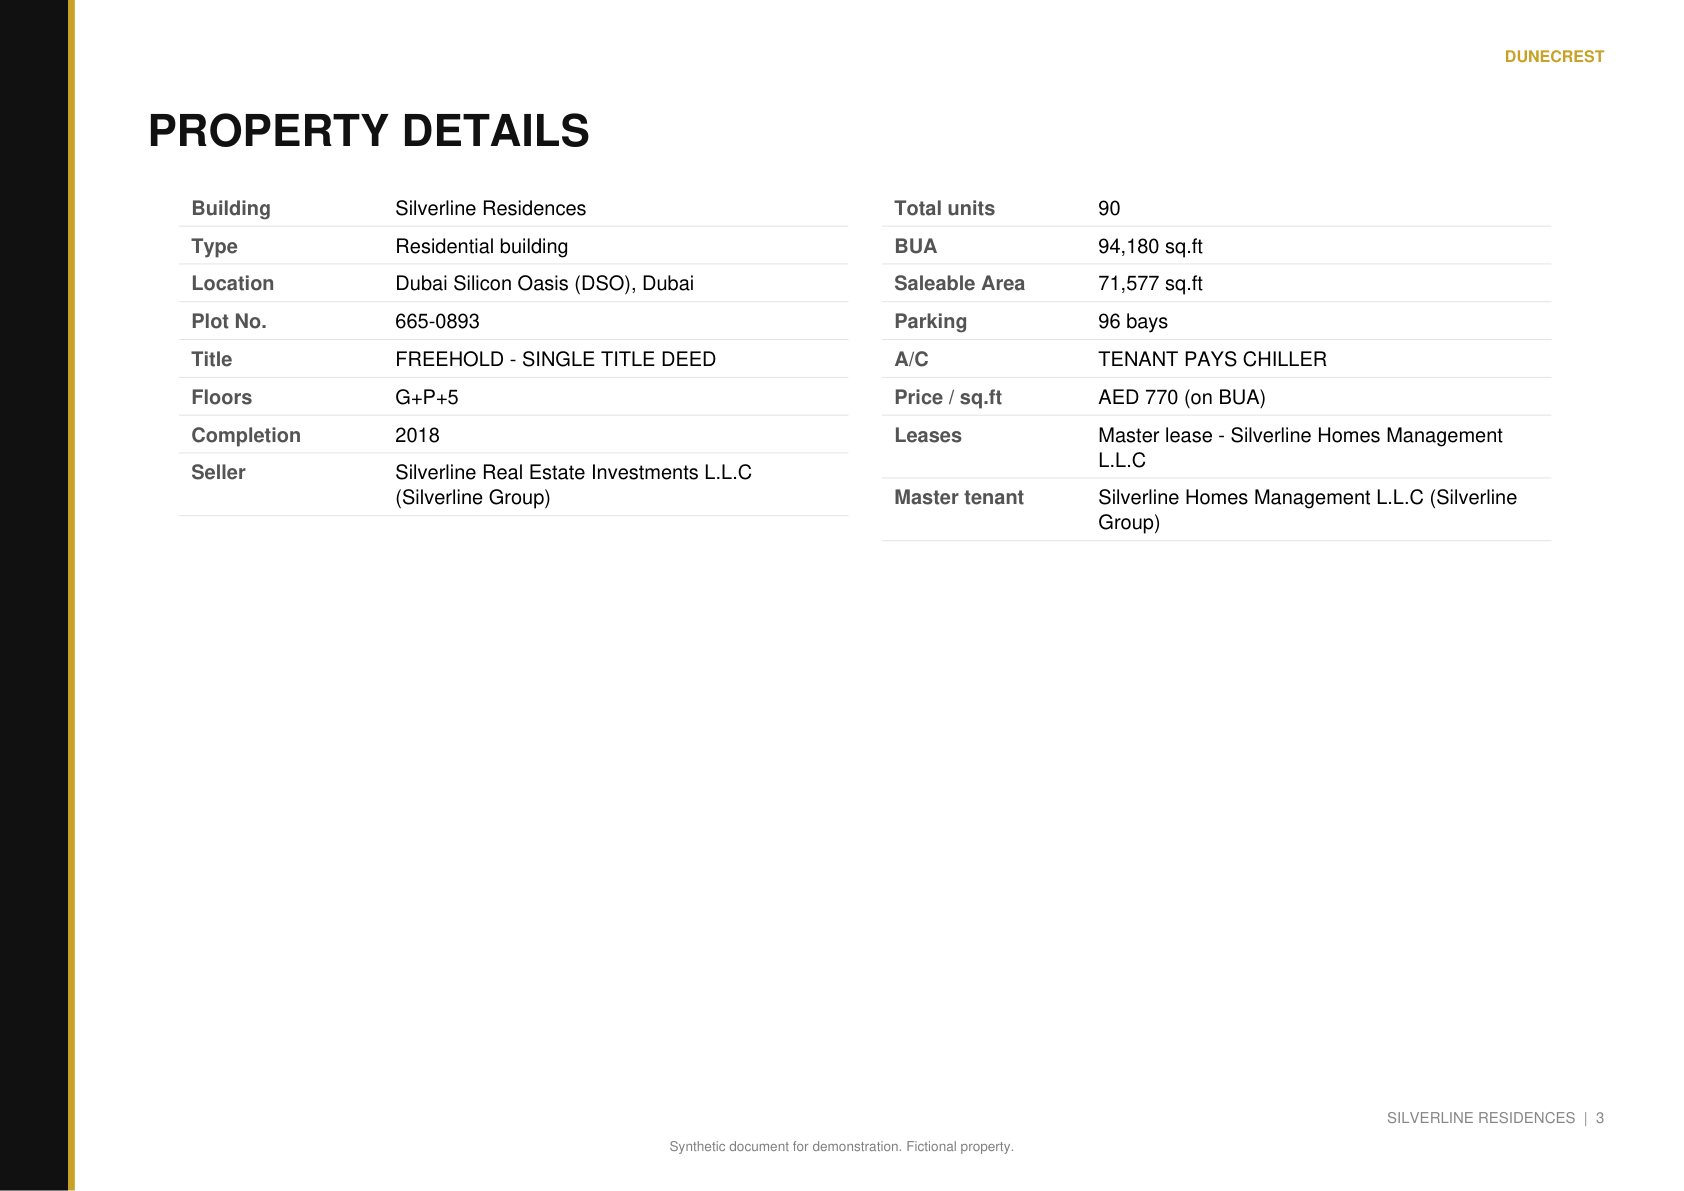 DUNECREST
PROPERTY DETAILS
Building Silverline Residences
Type Residential building
Location Dubai Silicon Oasis (DSO), Dubai
Plot No. 665-0893
Title FREEHOLD - SINGLE TITLE DEED
Floors G+P+5
Completion 2018
Seller Silverline Real Estate Investments L.L.C
(Silverline Group)
Total units 90
BUA 94,180 sq.ft
Saleable Area 71,577 sq.ft
Parking 96 bays
A/C TENANT PAYS CHILLER
Price / sq.ft AED 770 (on BUA)
Leases Master lease - Silverline Homes Management
L.L.C
Master tenant Silverline Homes Management L.L.C (Silverline
Group)
SILVERLINE RESIDENCES | 3
Synthetic document for demonstration. Fictional property.